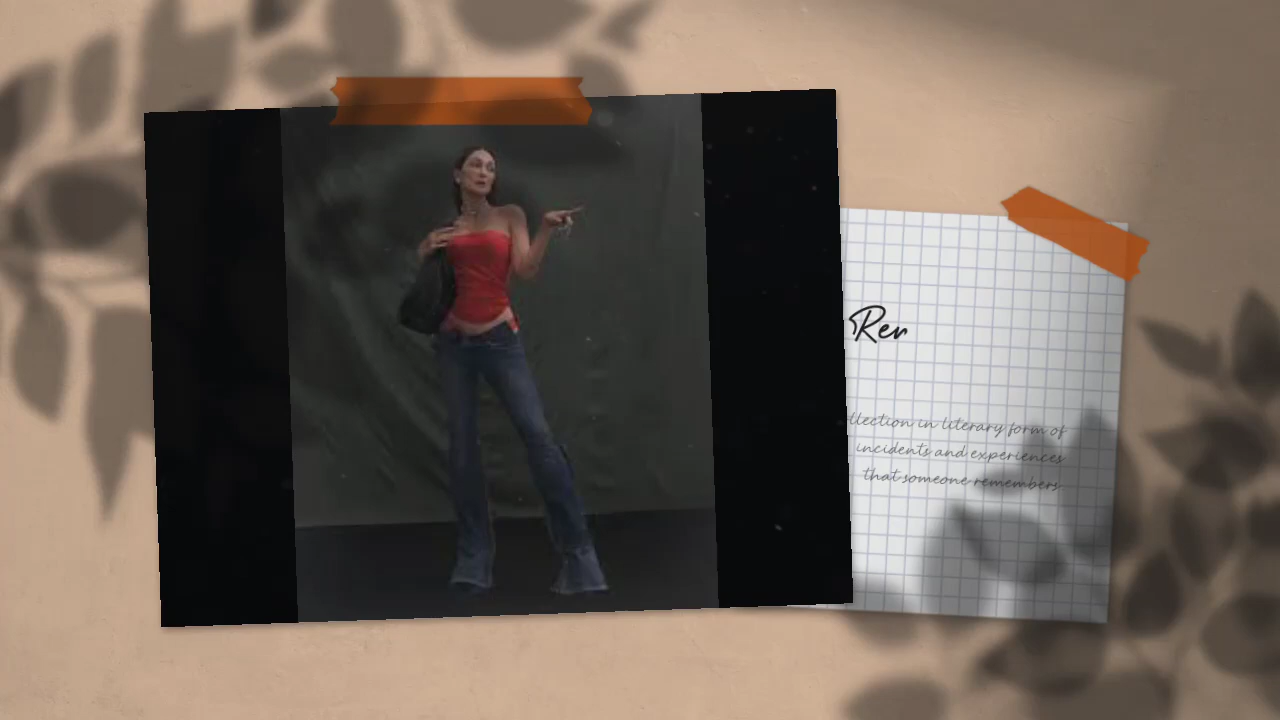 Rer
llection in literary form of
incidents and experiences
that someone remembers